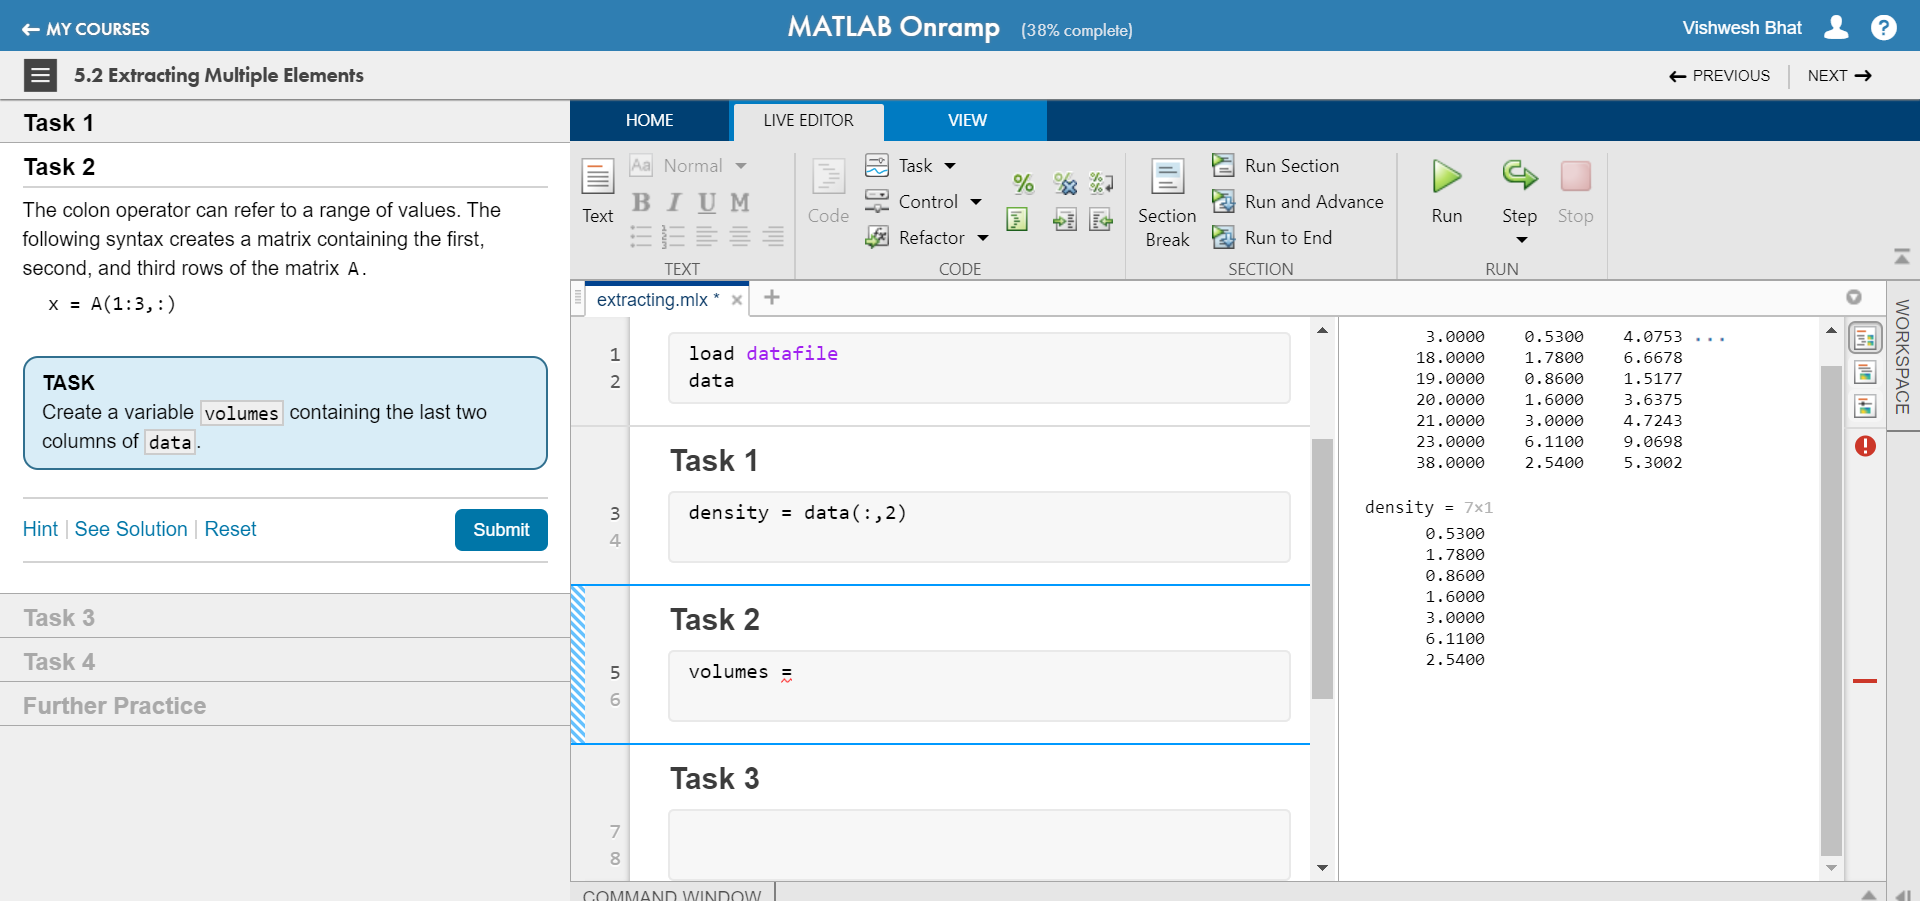 MY COURSES
MATLAB Onramp (38% complete)
Vishwesh Bhat
?
5.2 Extracting Multiple Elements
PREVIOUS
NEXT
Task 1
Task 2
The colon operator can refer to a range of values. The
following syntax creates a matrix containing the first,
second, and third rows of the matrix A.
x = A(1:3,:)
TASK
Create a variable volumes containing the last two
columns of data.
Hint
See Solution
Reset
Submit
Task 3
Task 4
Further Practice
HOME
LIVE EDITOR
VIEW
Text
Aa Normal
B I U M
TEXT
Code
Task
Control
Refactor
CODE
Section
Break
Run Section
Run and Advance
Run to End
SECTION
Run
Step
Stop
RUN
extracting.mlx *
1 load datafile
2 data
Task 1
3 density = data(:,2)
4
Task 2
5 volumes =
6
Task 3
7
8
COMMAND WINDOW
3.0000 0.5300 4.0753 ...
18.0000 1.7800 6.6678
19.0000 0.8600 1.5177
20.0000 1.6000 3.6375
21.0000 3.0000 4.7243
23.0000 6.1100 9.0698
38.0000 2.5400 5.3002
density = 7×1
0.5300
1.7800
0.8600
1.6000
3.0000
6.1100
2.5400
WORKSPACE